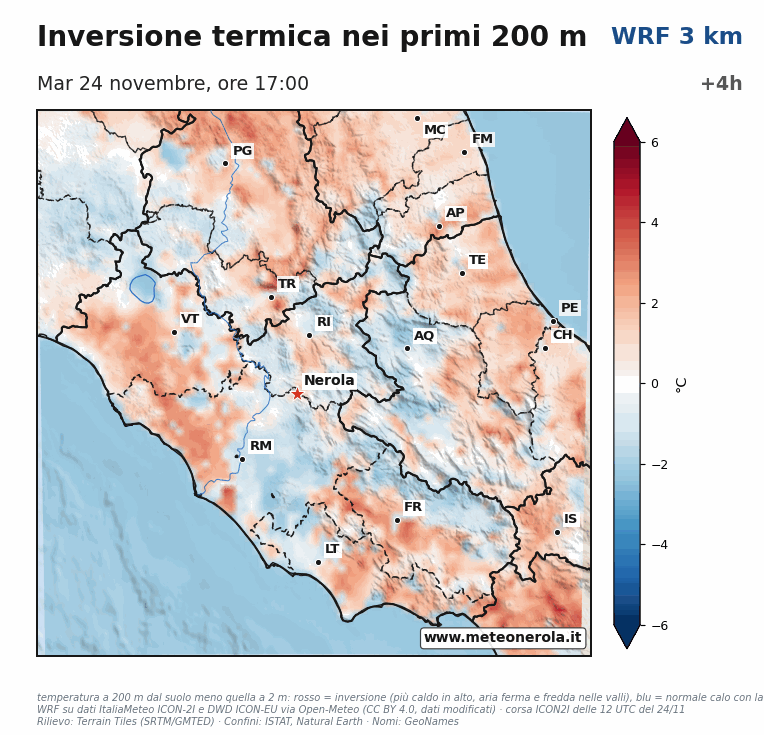 Inversione termica nei primi 200 m
WRF 3 km
Mar 24 novembre, ore 17:00
+4h
MC
FM
PG
AP
TE
TR
PE
VT
RI
AQ
CH
Nerola
RM
FR
IS
LT
www.meteonerola.it
6
4
2
0
−2
−4
−6
°C
temperatura a 200 m dal suolo meno quella a 2 m: rosso = inversione (più caldo in alto, aria ferma e fredda nelle valli), blu = normale calo con la
WRF su dati ItaliaMeteo ICON-2I e DWD ICON-EU via Open-Meteo (CC BY 4.0, dati modificati) · corsa ICON2I delle 12 UTC del 24/11
Rilievo: Terrain Tiles (SRTM/GMTED) · Confini: ISTAT, Natural Earth · Nomi: GeoNames